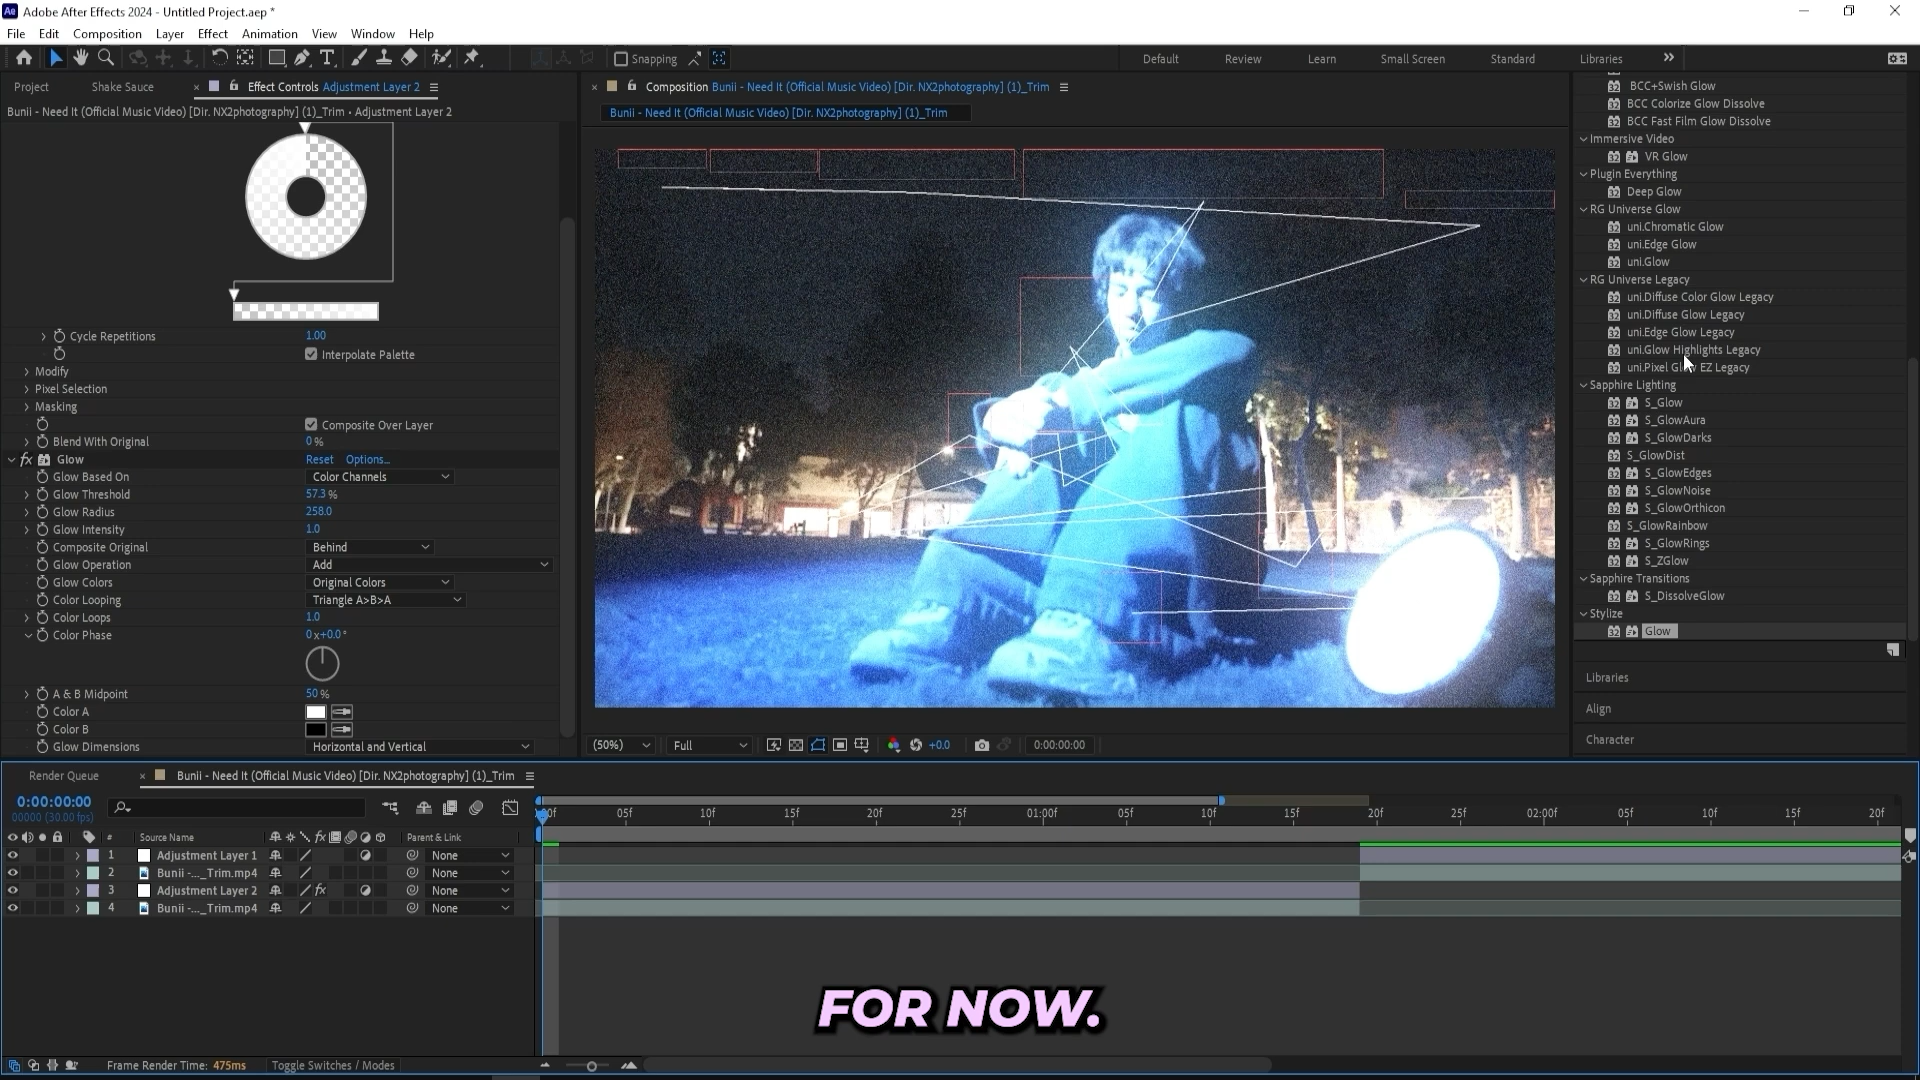 Adobe After Effects 2024 - Untitled Project.aep *
File Edit Composition Layer Effect Animation View Window Help
Snapping
Default Review Learn Small Screen Standard Libraries
Project Shake Sauce Effect Controls Adjustment Layer 2
Bunii - Need It (Official Music Video) [Dir. NX2photography] (1)_Trim • Adjustment Layer 2
Cycle Repetitions 1.00
Interpolate Palette
Modify
Pixel Selection
Masking
Composite Over Layer
Blend With Original 0 %
fx Glow Reset Options...
Glow Based On Color Channels
Glow Threshold 57.3 %
Glow Radius 258.0
Glow Intensity 1.0
Composite Original Behind
Glow Operation Add
Glow Colors Original Colors
Color Looping Triangle A>B>A
Color Loops 1.0
Color Phase 0x+0.0°
A & B Midpoint 50 %
Color A
Color B
Glow Dimensions Horizontal and Vertical
Composition Bunii - Need It (Official Music Video) [Dir. NX2photography] (1)_Trim
Bunii - Need It (Official Music Video) [Dir. NX2photography] (1)_Trim
(50%) Full +0.0 0:00:00:00
BCC+Swish Glow
BCC Colorize Glow Dissolve
BCC Fast Film Glow Dissolve
Immersive Video
VR Glow
Plugin Everything
Deep Glow
RG Universe Glow
uni.Chromatic Glow
uni.Edge Glow
uni.Glow
RG Universe Legacy
uni.Diffuse Color Glow Legacy
uni.Diffuse Glow Legacy
uni.Edge Glow Legacy
uni.Glow Highlights Legacy
uni.Pixel Glow EZ Legacy
Sapphire Lighting
S_Glow
S_GlowAura
S_GlowDarks
S_GlowDist
S_GlowEdges
S_GlowNoise
S_GlowOrthicon
S_GlowRainbow
S_GlowRings
S_ZGlow
Sapphire Transitions
S_DissolveGlow
Stylize
Glow
Libraries
Align
Character
Render Queue Bunii - Need It (Official Music Video) [Dir. NX2photography] (1)_Trim
0:00:00:00
00000 (30.00 fps)
05f 10f 15f 20f 25f 01:00f 05f 10f 15f 20f 25f 02:00f 05f 10f 15f 20f
# Source Name fx Parent & Link
1 Adjustment Layer 1 None
2 Bunii -..._Trim.mp4 None
3 Adjustment Layer 2 fx None
4 Bunii -..._Trim.mp4 None
FOR NOW.
Frame Render Time: 475ms Toggle Switches / Modes